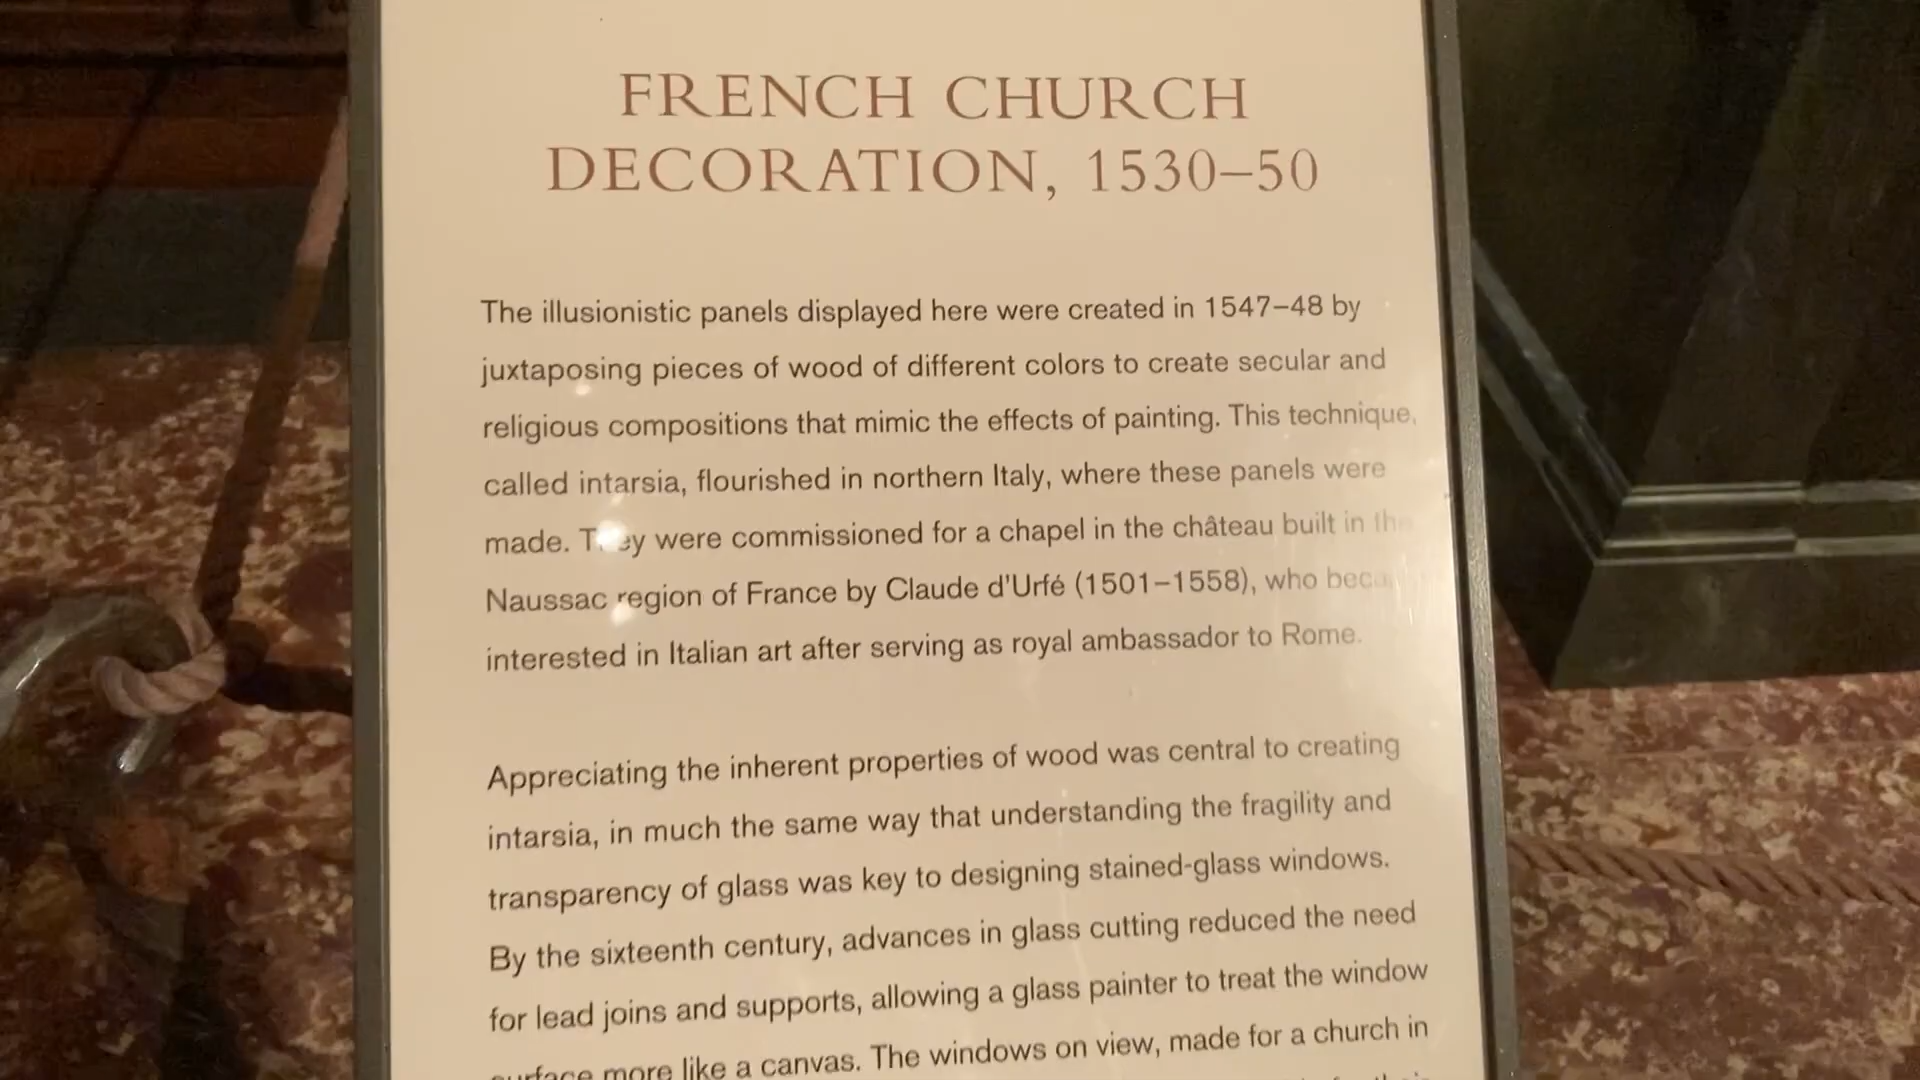 FRENCH CHURCH
DECORATION, 1530–50
The illusionistic panels displayed here were created in 1547–48 by
juxtaposing pieces of wood of different colors to create secular and
religious compositions that mimic the effects of painting. This technique,
called intarsia, flourished in northern Italy, where these panels were
made. They were commissioned for a chapel in the château built in the
Naussac region of France by Claude d'Urfé (1501–1558), who
interested in Italian art after serving as royal ambassador to Rome.
Appreciating the inherent properties of wood was central to creating
intarsia, in much the same way that understanding the fragility and
transparency of glass was key to designing stained-glass windows.
By the sixteenth century, advances in glass cutting reduced the need
for lead joins and supports, allowing a glass painter to treat the window
surface more like a canvas. The windows on view, made for a church in